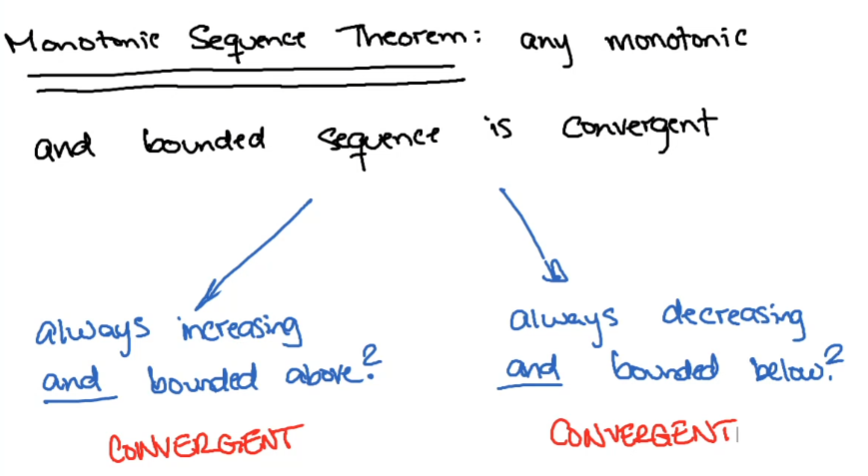 Monotonic Sequence Theorem: any monotonic
and bounded sequence is convergent
always increasing
and bounded above?
CONVERGENT
always decreasing
and bounded below?
CONVERGENT